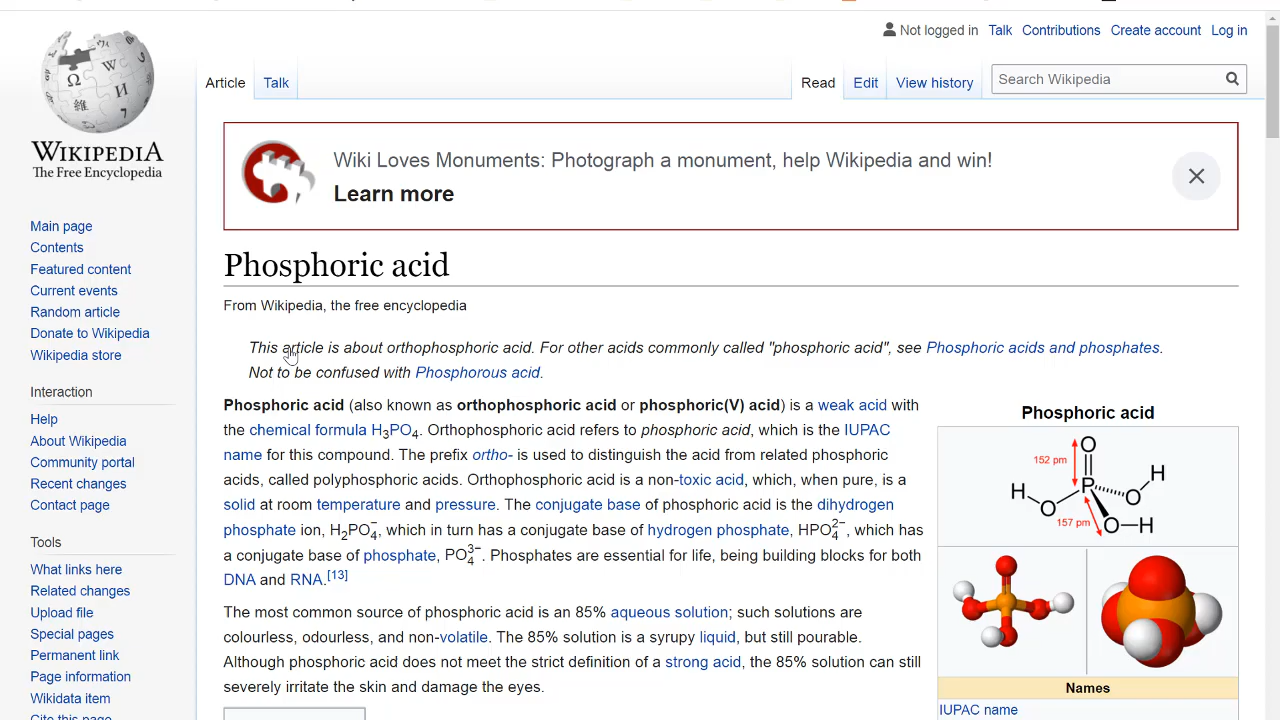 Not logged in Talk Contributions Create account Log in
Article Talk Read Edit View history Search Wikipedia
WIKIPEDIA
The Free Encyclopedia
Main page
Contents
Featured content
Current events
Random article
Donate to Wikipedia
Wikipedia store
Interaction
Help
About Wikipedia
Community portal
Recent changes
Contact page
Tools
What links here
Related changes
Upload file
Special pages
Permanent link
Page information
Wikidata item
Cite this page
Wiki Loves Monuments: Photograph a monument, help Wikipedia and win!
Learn more
Phosphoric acid
From Wikipedia, the free encyclopedia
This article is about orthophosphoric acid. For other acids commonly called "phosphoric acid", see Phosphoric acids and phosphates.
Not to be confused with Phosphorous acid.
Phosphoric acid (also known as orthophosphoric acid or phosphoric(V) acid) is a weak acid with
the chemical formula H₃PO₄. Orthophosphoric acid refers to phosphoric acid, which is the IUPAC
name for this compound. The prefix ortho- is used to distinguish the acid from related phosphoric
acids, called polyphosphoric acids. Orthophosphoric acid is a non-toxic acid, which, when pure, is a
solid at room temperature and pressure. The conjugate base of phosphoric acid is the dihydrogen
phosphate ion, H₂PO₄⁻, which in turn has a conjugate base of hydrogen phosphate, HPO₄²⁻, which has
a conjugate base of phosphate, PO₄³⁻. Phosphates are essential for life, being building blocks for both
DNA and RNA.[13]
The most common source of phosphoric acid is an 85% aqueous solution; such solutions are
colourless, odourless, and non-volatile. The 85% solution is a syrupy liquid, but still pourable.
Although phosphoric acid does not meet the strict definition of a strong acid, the 85% solution can still
severely irritate the skin and damage the eyes.
Phosphoric acid
O
152 pm
H
H
P
O
O
157 pm
O—H
Names
IUPAC name